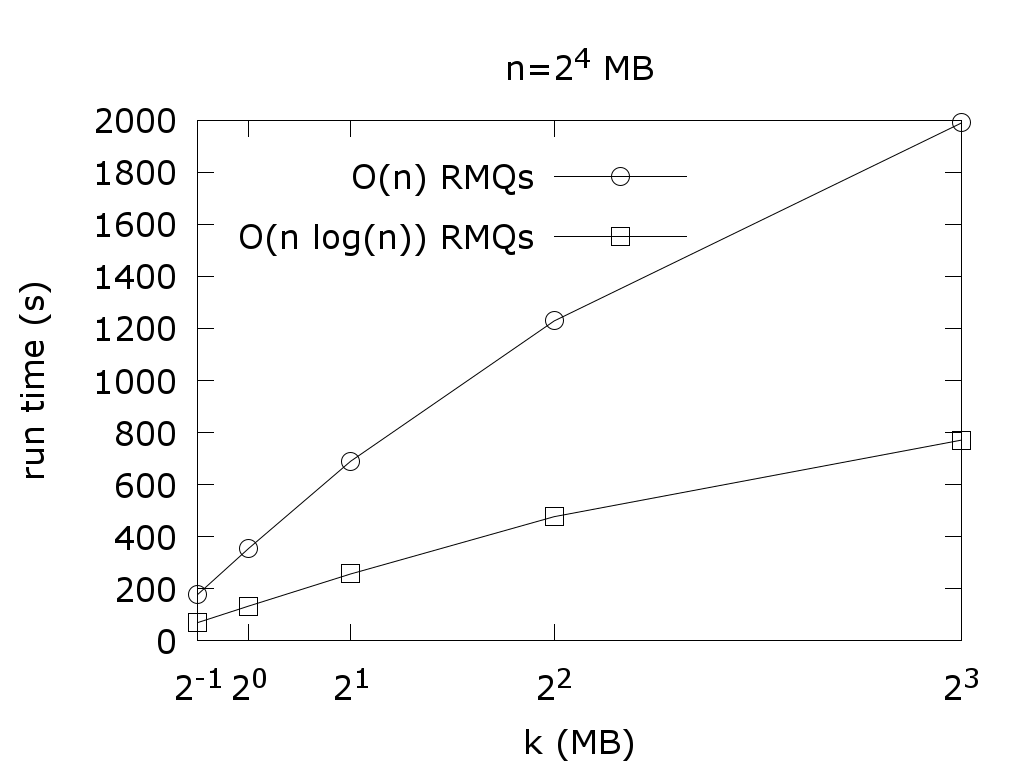 n=2⁴ MB
2000
1800
1600
1400
1200
1000
800
600
400
200
0
O(n) RMQs
O(n log(n)) RMQs
run time (s)
2⁻¹ 2⁰ 2¹ 2² 2³
k (MB)